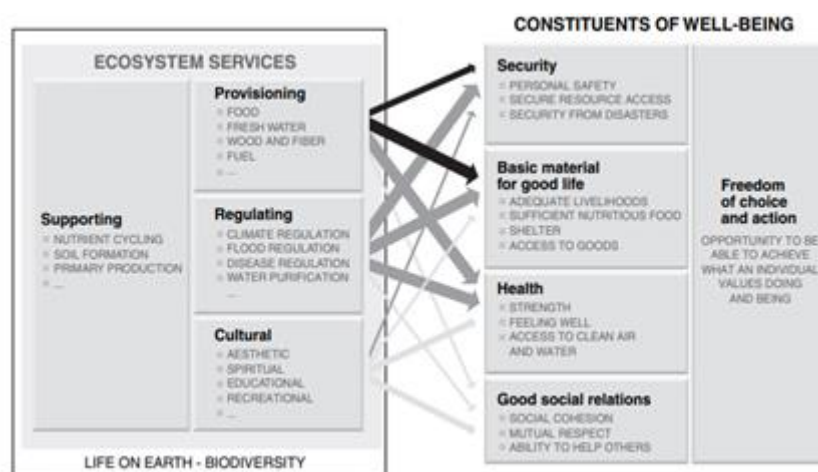 CONSTITUENTS OF WELL-BEING
ECOSYSTEM SERVICES
Supporting
NUTRIENT CYCLING
SOIL FORMATION
PRIMARY PRODUCTION
...
Provisioning
FOOD
FRESH WATER
WOOD AND FIBER
FUEL
...
Regulating
CLIMATE REGULATION
FLOOD REGULATION
DISEASE REGULATION
WATER PURIFICATION
...
Cultural
AESTHETIC
SPIRITUAL
EDUCATIONAL
RECREATIONAL
...
LIFE ON EARTH - BIODIVERSITY
Security
PERSONAL SAFETY
SECURE RESOURCE ACCESS
SECURITY FROM DISASTERS
Basic material
for good life
ADEQUATE LIVELIHOODS
SUFFICIENT NUTRITIOUS FOOD
SHELTER
ACCESS TO GOODS
Health
STRENGTH
FEELING WELL
ACCESS TO CLEAN AIR
AND WATER
Good social relations
SOCIAL COHESION
MUTUAL RESPECT
ABILITY TO HELP OTHERS
Freedom
of choice
and action
OPPORTUNITY TO BE
ABLE TO ACHIEVE
WHAT AN INDIVIDUAL
VALUES DOING
AND BEING